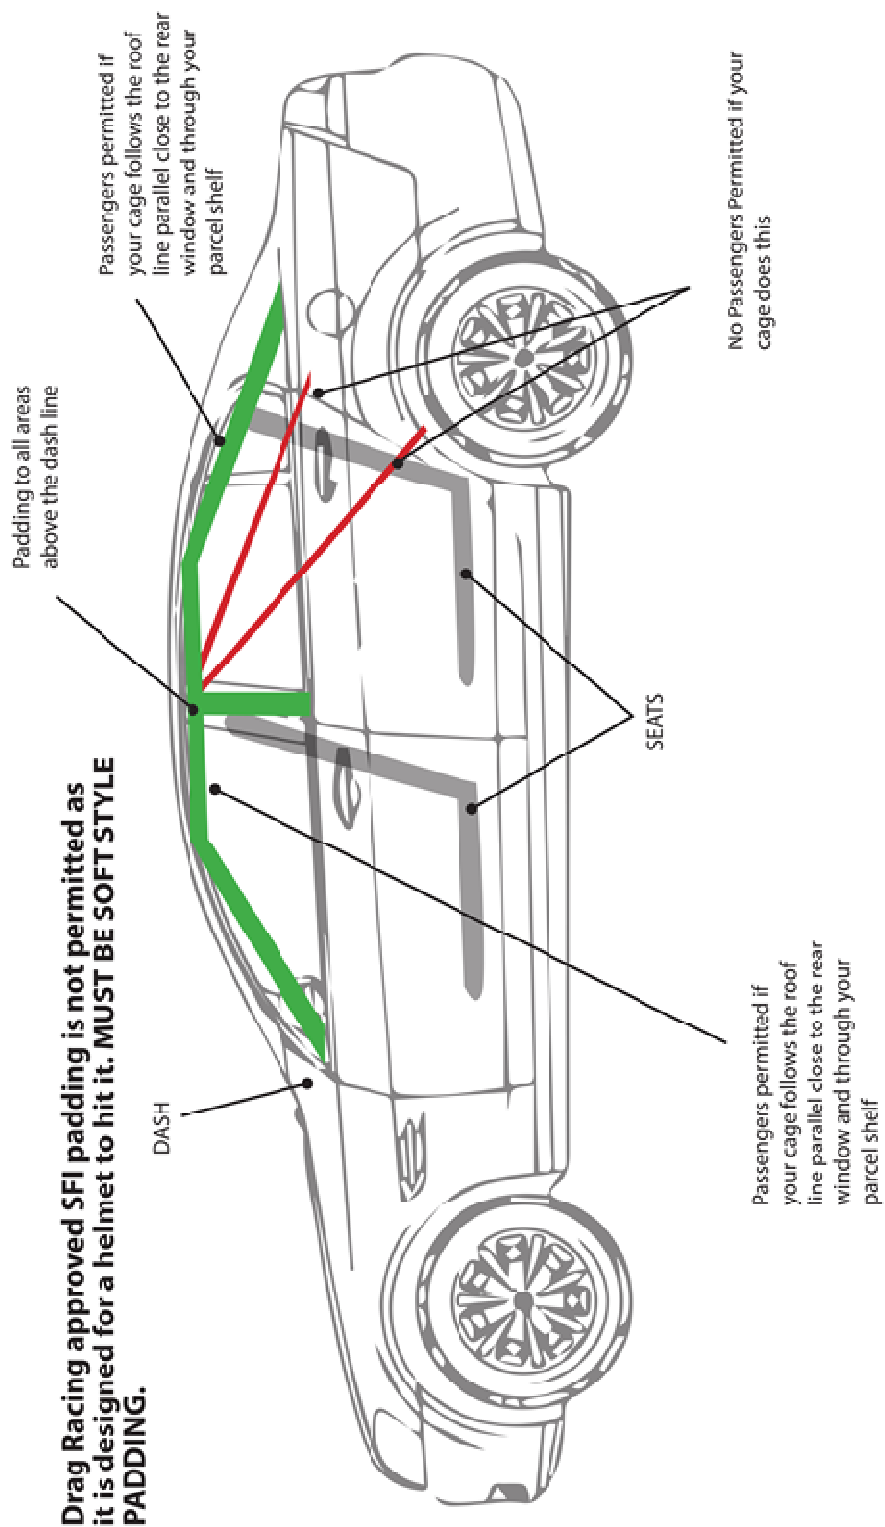 Drag Racing approved SFI padding is not permitted as
it is designed for a helmet to hit it. MUST BE SOFT STYLE
PADDING.
Padding to all areas
above the dash line
Passengers permitted if
your cage follows the roof
line parallel close to the rear
window and through your
parcel shelf
DASH
SEATS
Passengers permitted if
your cage follows the roof
line parallel close to the rear
window and through your
parcel shelf
No Passengers Permitted if your
cage does this